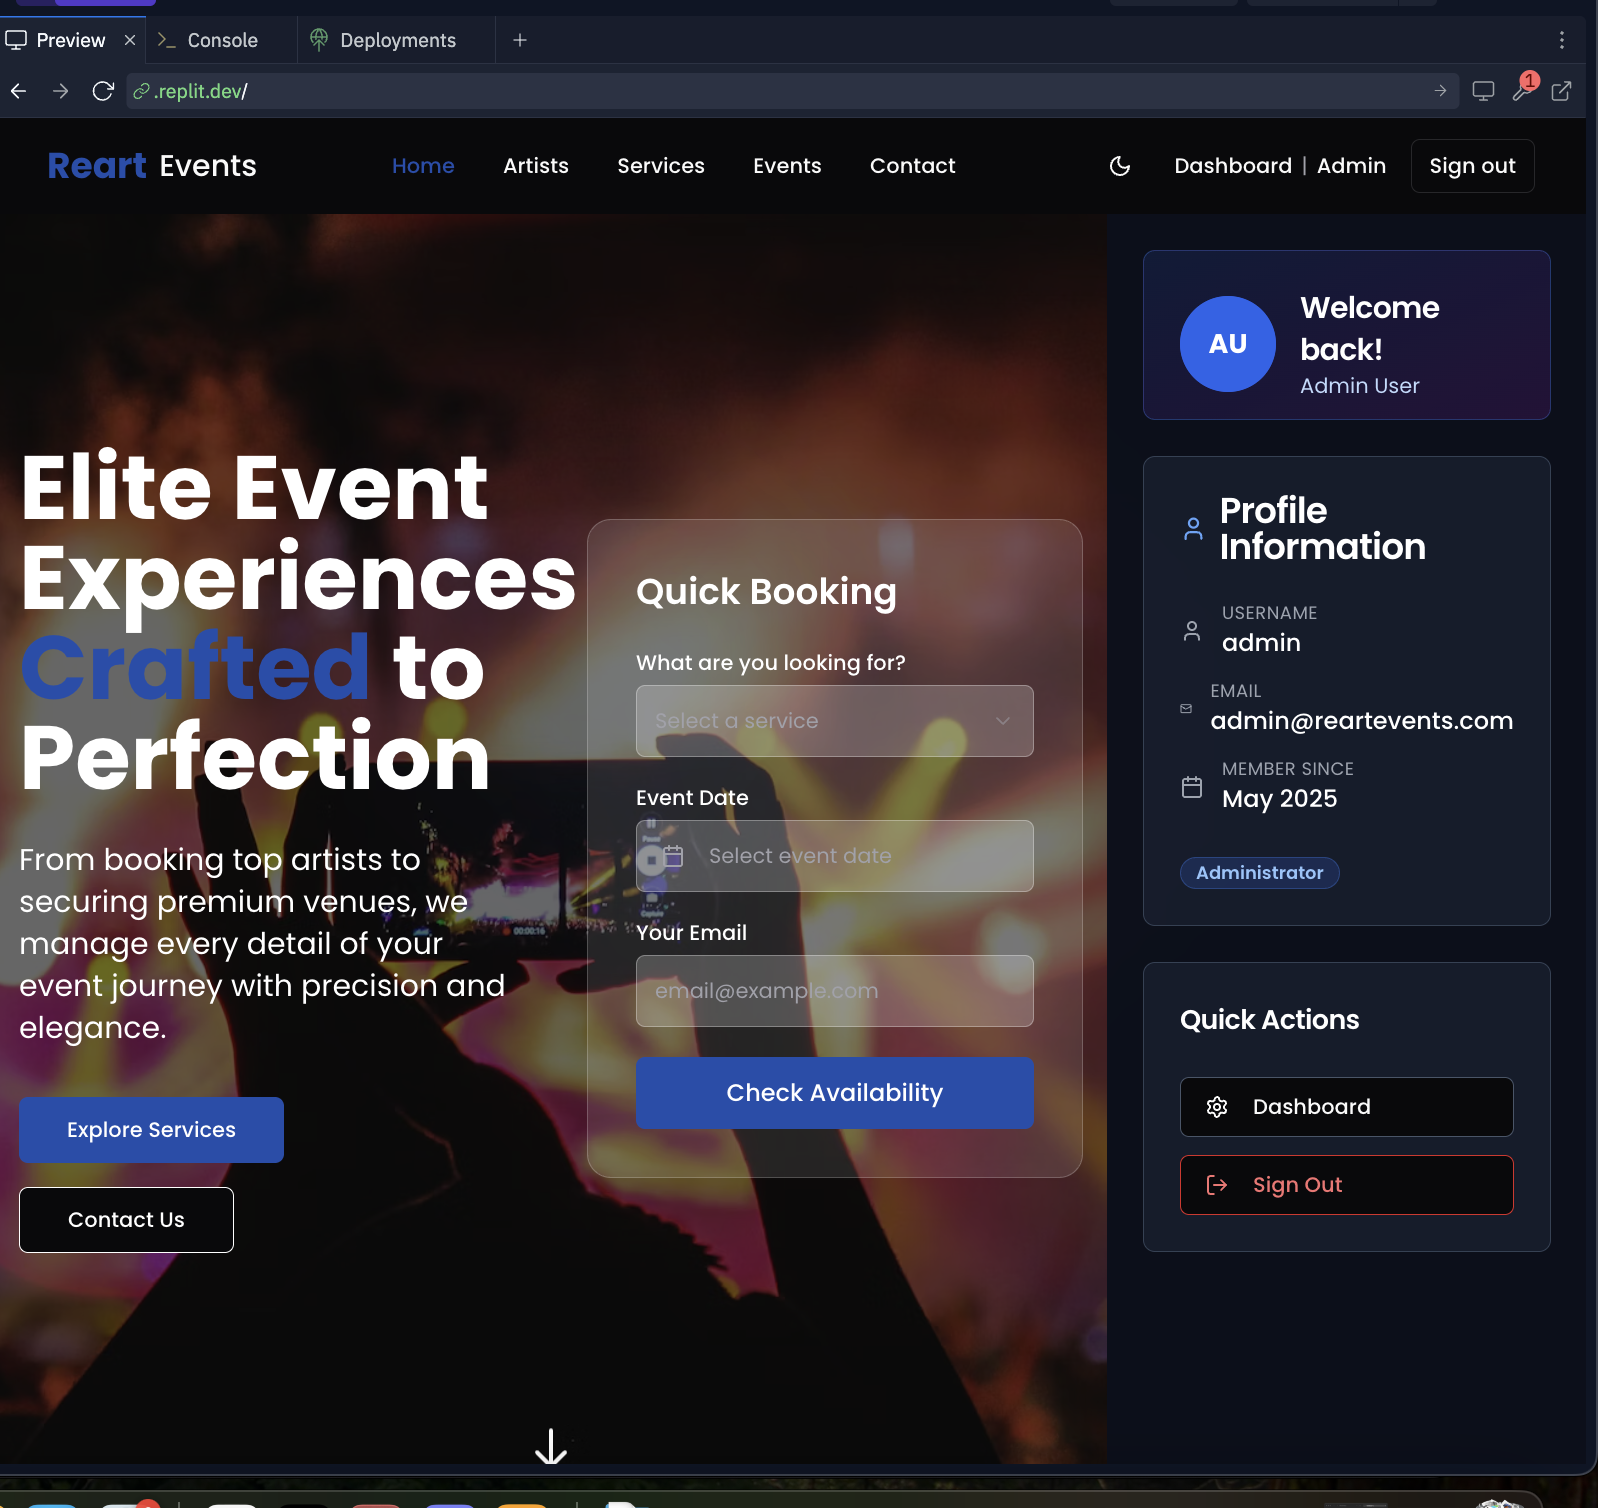 Preview
Console
Deployments
.replit.dev/
1
Reart Events
Home
Artists
Services
Events
Contact
Dashboard | Admin
Sign out
Elite Event
Experiences
Crafted to
Perfection
From booking top artists to
securing premium venues, we
manage every detail of your
event journey with precision and
elegance.
Explore Services
Contact Us
Quick Booking
What are you looking for?
Select a service
Event Date
Select event date
Your Email
email@example.com
Check Availability
00:00:16
AU
Welcome
back!
Admin User
Profile
Information
USERNAME
admin
EMAIL
admin@reartevents.com
MEMBER SINCE
May 2025
Administrator
Quick Actions
Dashboard
Sign Out